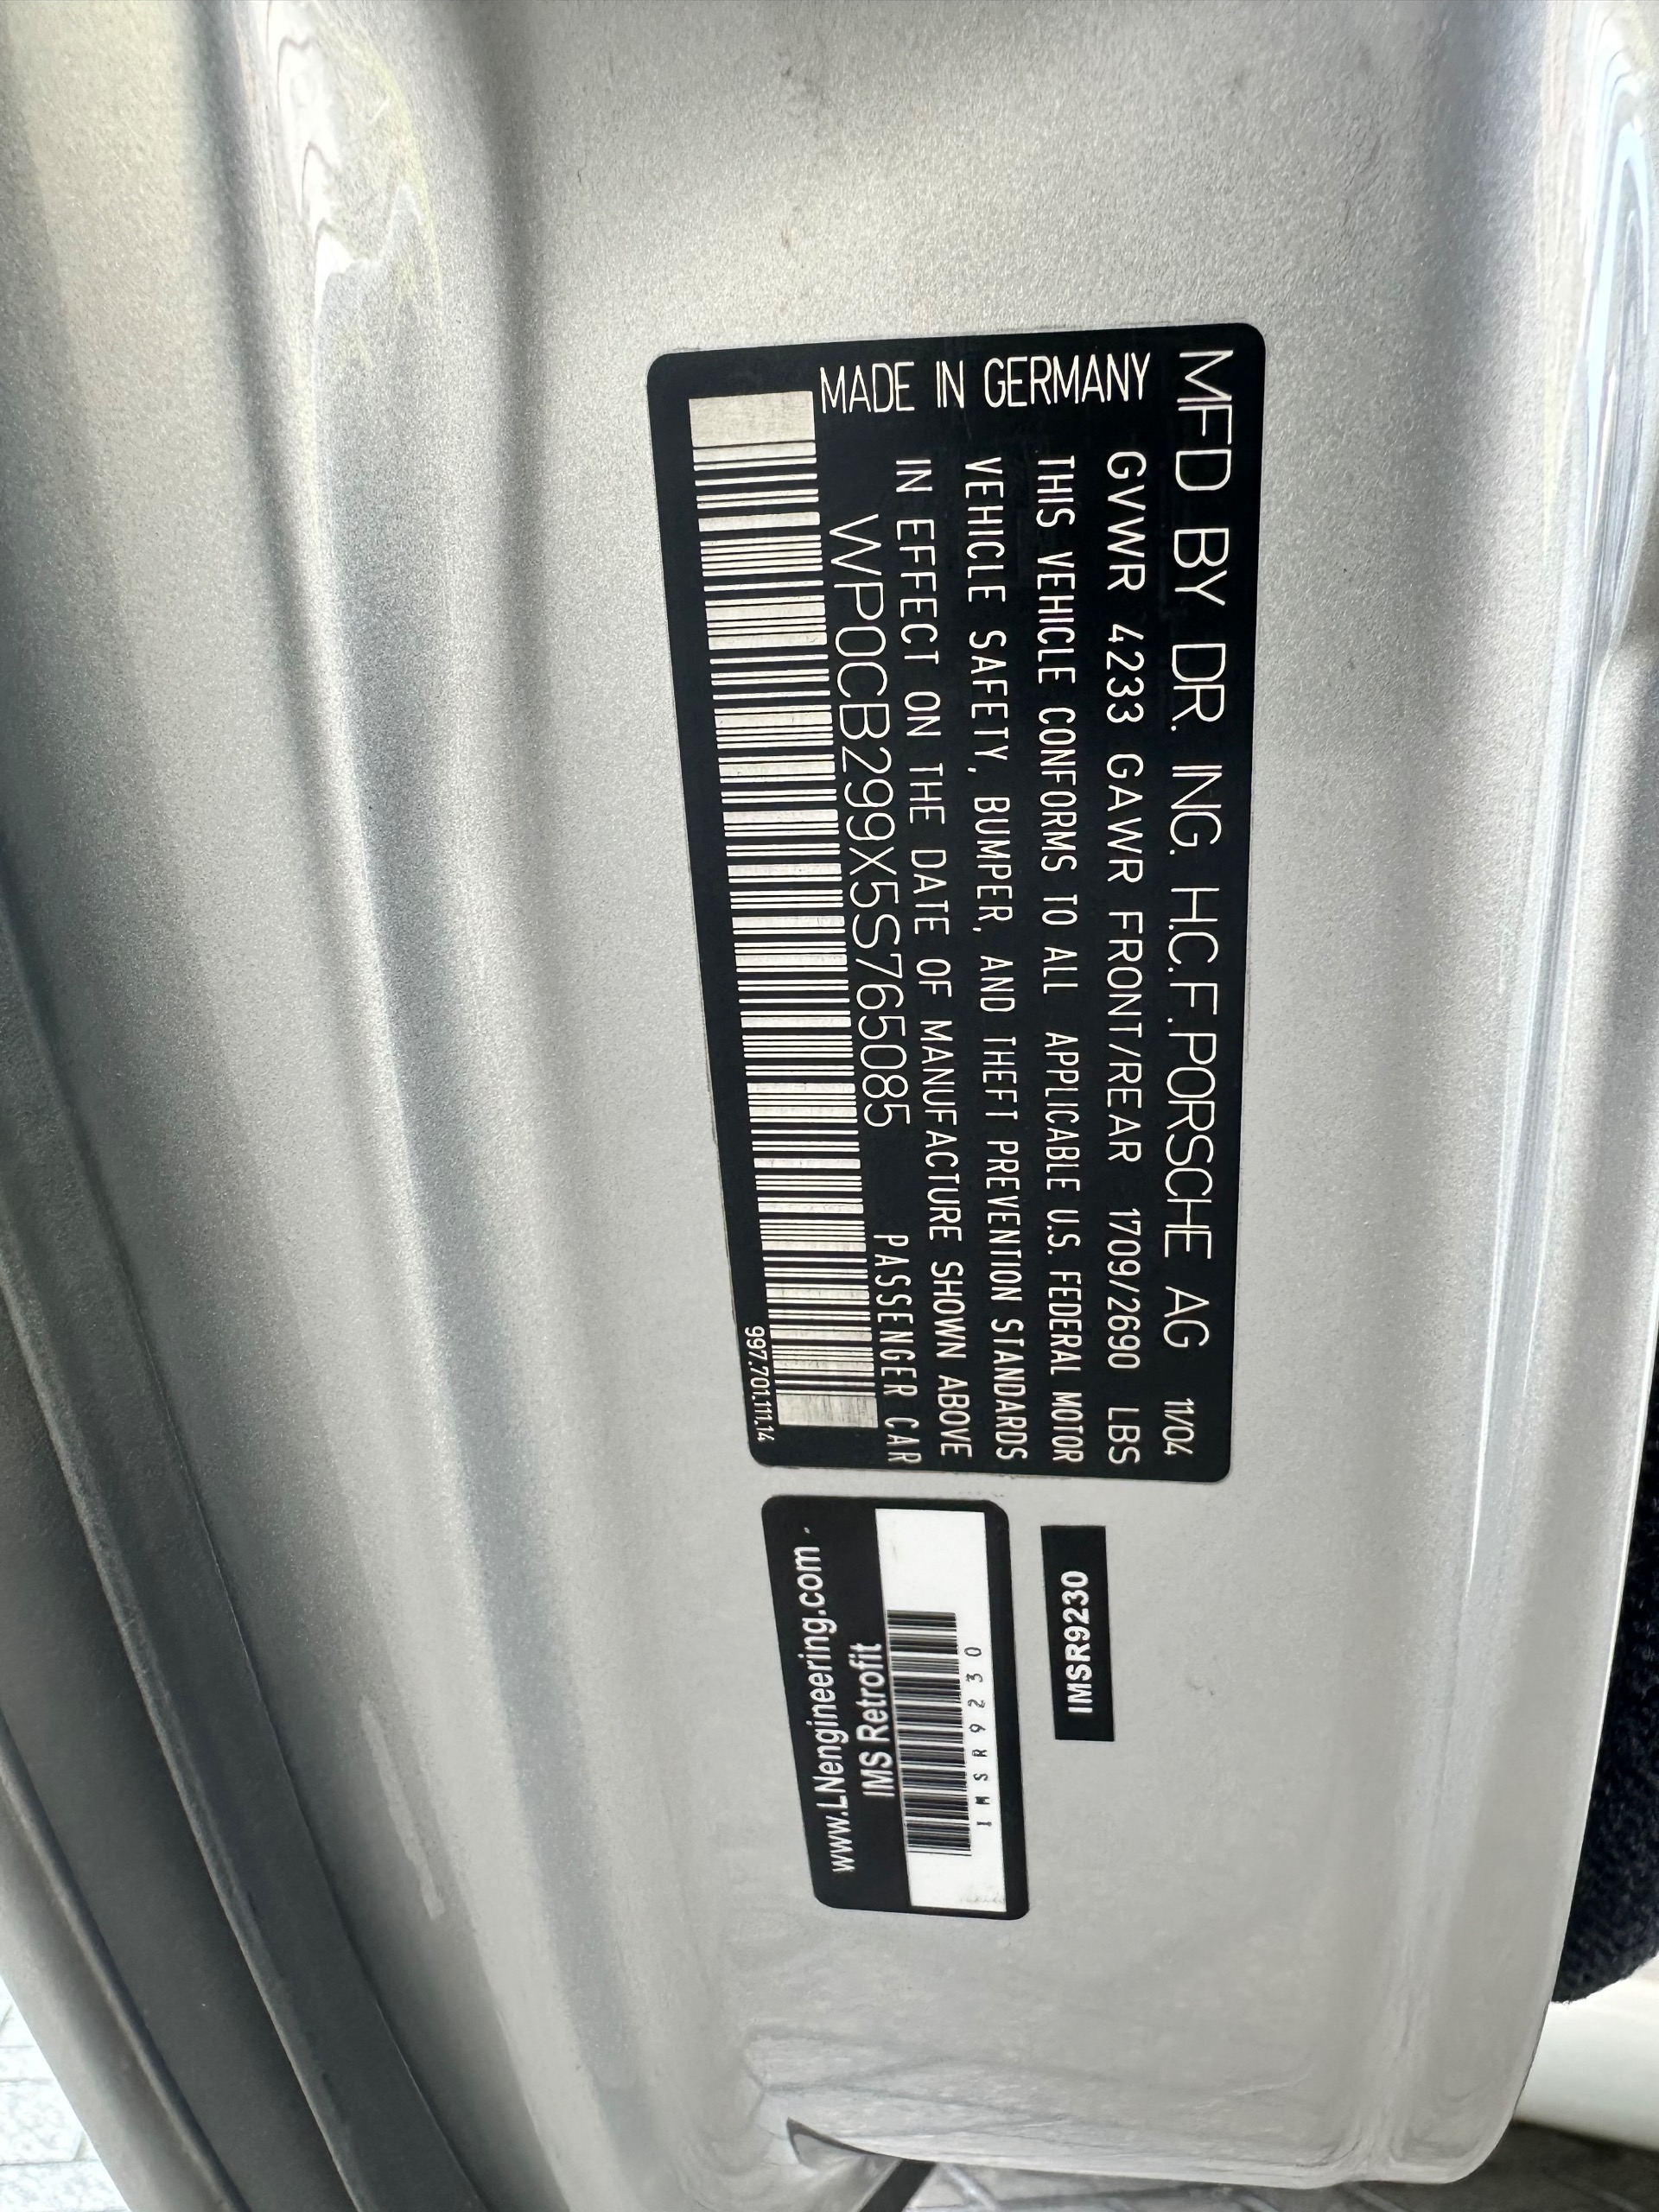 MFD BY DR. ING. H.C.F. PORSCHE AG 11/04
GVWR 4233 GAWR FRONT/REAR 1709/2690 LBS
THIS VEHICLE CONFORMS TO ALL APPLICABLE U.S. FEDERAL MOTOR
VEHICLE SAFETY, BUMPER, AND THEFT PREVENTION STANDARDS
IN EFFECT ON THE DATE OF MANUFACTURE SHOWN ABOVE
MADE IN GERMANY
WP0CB299X5S765085 PASSENGER CAR
997.701.111.14
IMSR9230
www.LNengineering.com
IMS Retrofit
IMSR9230